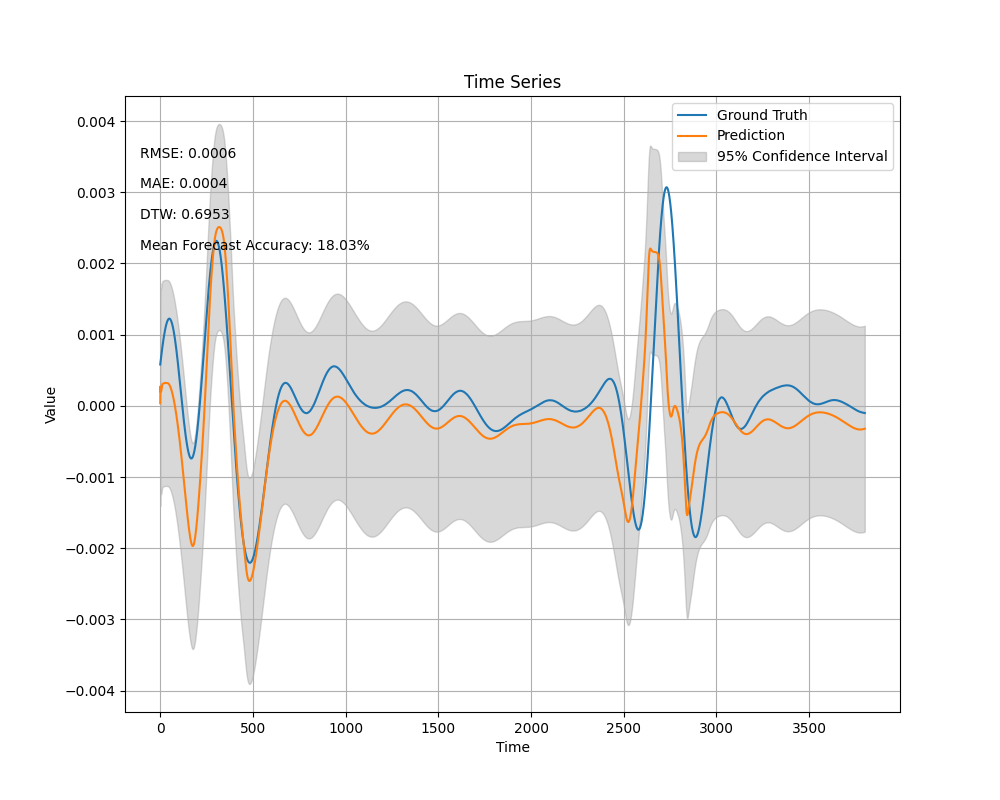 Time Series
Ground Truth
Prediction
95% Confidence Interval
RMSE: 0.0006
MAE: 0.0004
DTW: 0.6953
Mean Forecast Accuracy: 18.03%
Value
0.004
0.003
0.002
0.001
0.000
−0.001
−0.002
−0.003
−0.004
0 500 1000 1500 2000 2500 3000 3500
Time